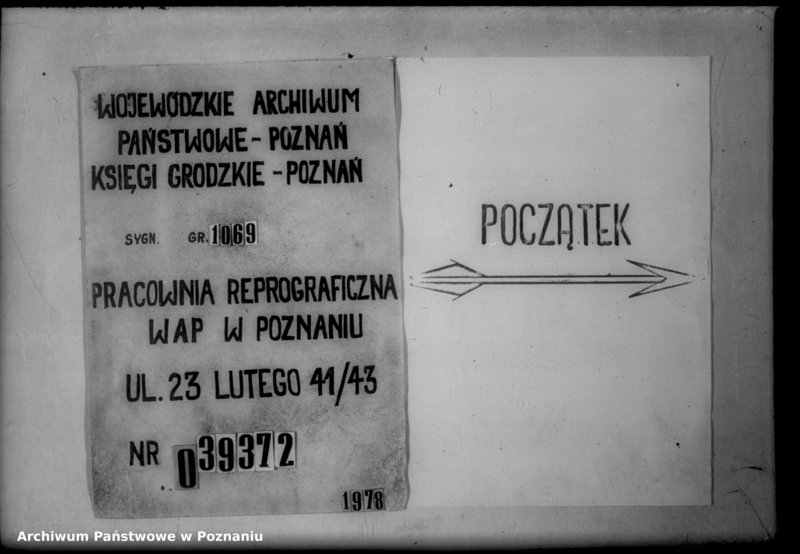 WOJEWÓDZKIE ARCHIWUM
PAŃSTWOWE - POZNAŃ
KSIĘGI GRODZKIE - POZNAŃ
SYGN. GR. 1069
PRACOWNIA REPROGRAFICZNA
WAP W POZNANIU
UL. 23 LUTEGO 41/43
NR 039372
1978
POCZĄTEK
Archiwum Państwowe w Poznaniu